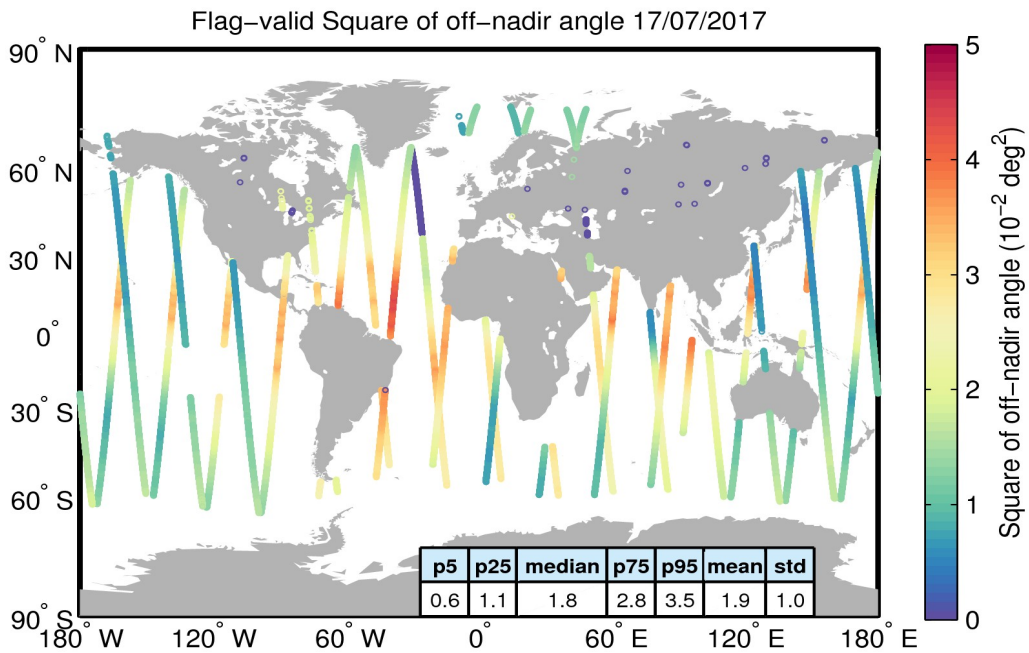 Flag−valid Square of off−nadir angle 17/07/2017
90° N
60° N
30° N
0°
30° S
60° S
90° S
180° W
120° W
60° W
0°
60° E
120° E
180° E
p5 p25 median p75 p95 mean std
0.6 1.1 1.8 2.8 3.5 1.9 1.0
5
4
3
2
1
0
Square of off−nadir angle (10⁻² deg²)